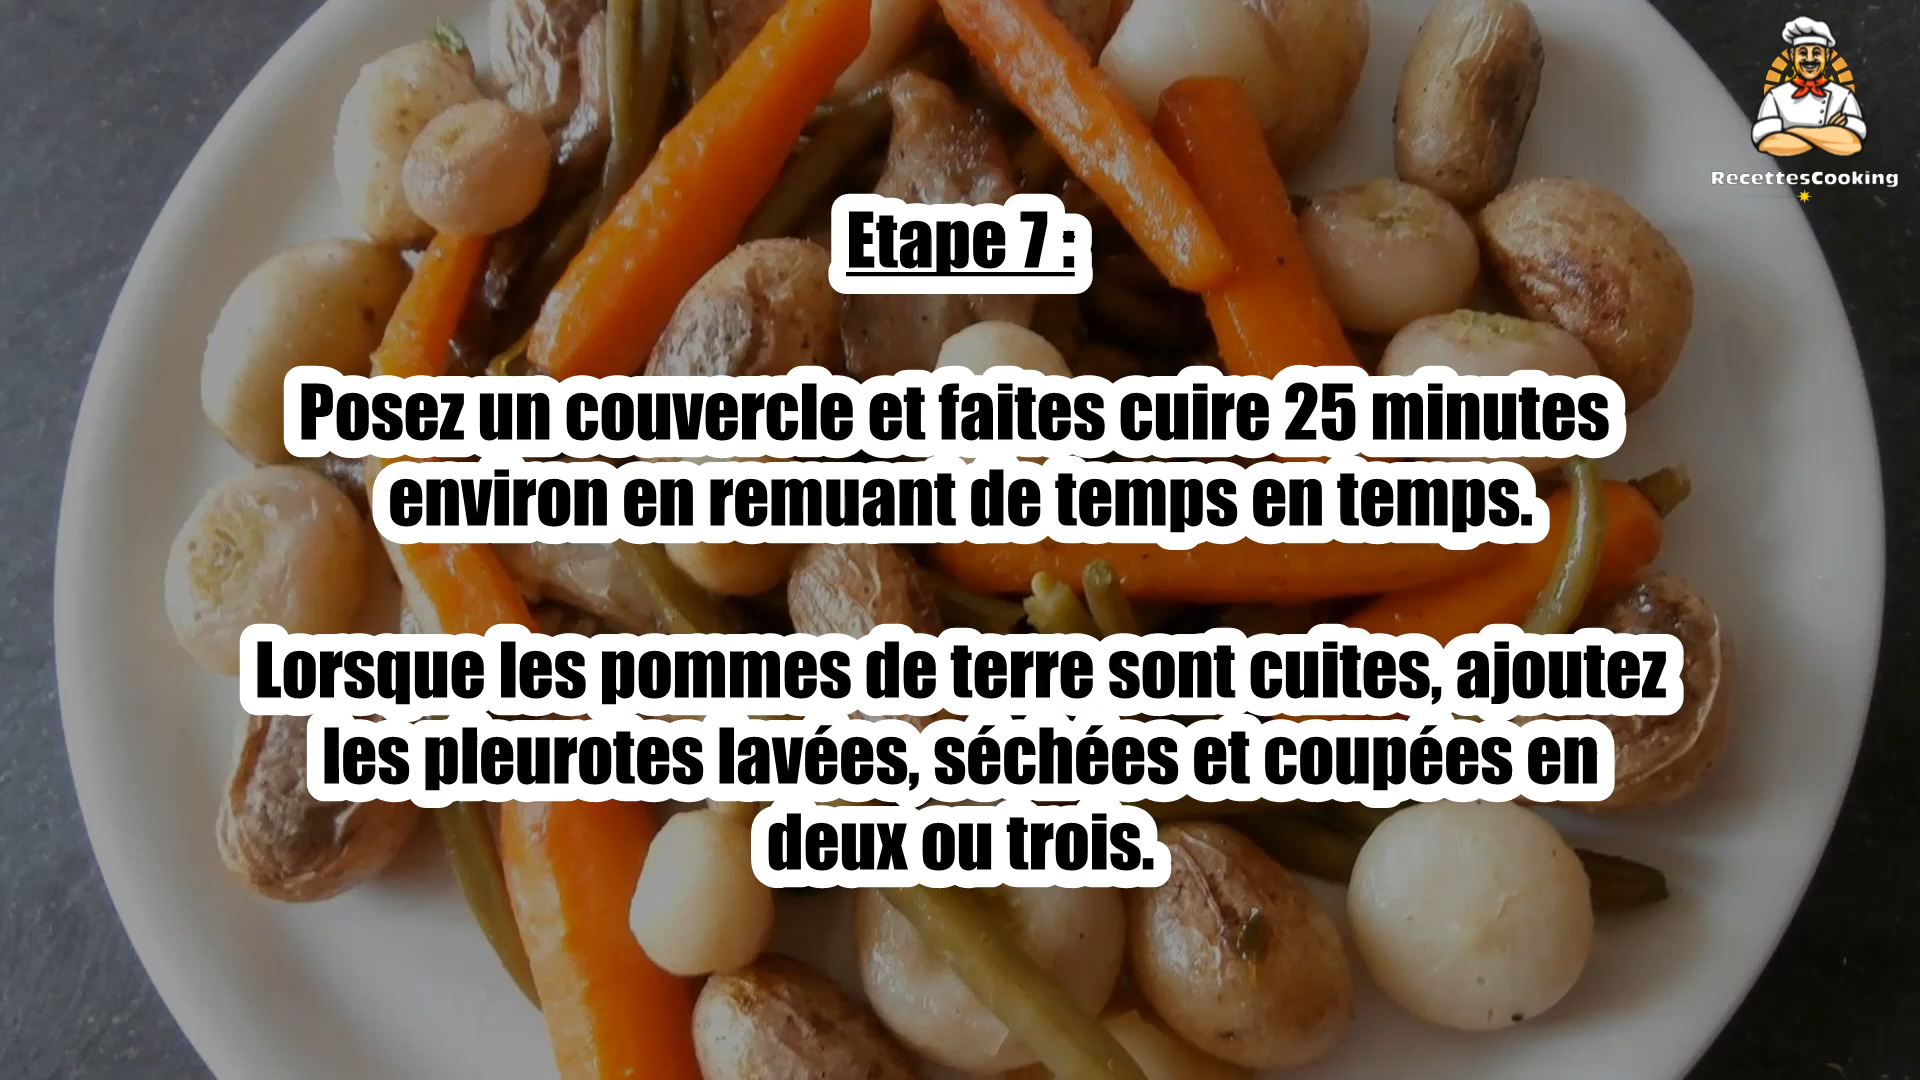 RecettesCooking
Etape 7 :
Posez un couvercle et faites cuire 25 minutes
environ en remuant de temps en temps.
Lorsque les pommes de terre sont cuites, ajoutez
les pleurotes lavées, séchées et coupées en
deux ou trois.